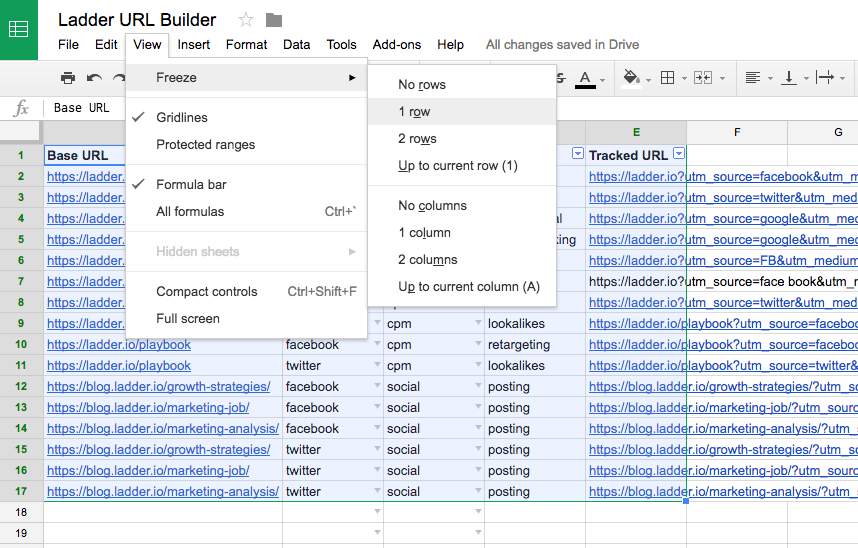 Ladder URL Builder
File Edit View Insert Format Data Tools Add-ons Help All changes saved in Drive
Freeze
Gridlines
Protected ranges
Formula bar
All formulas Ctrl+`
Hidden sheets
Compact controls Ctrl+Shift+F
Full screen
No rows
1 row
2 rows
Up to current row (1)
No columns
1 column
2 columns
Up to current column (A)
fx Base URL
E F G
1 Base URL Tracked URL
2 https://ladder. https://ladder.io?utm_source=facebook&utm_m
3 https://ladder. https://ladder.io?utm_source=twitter&utm_med
4 https://ladder. al https://ladder.io?utm_source=google&utm_me
5 https://ladder. king https://ladder.io?utm_source=google&utm_me
6 https://ladder. https://ladder.io?utm_source=FB&utm_medium
7 https://ladder. https://ladder.io?utm_source=face book&utm_r
8 https://ladder. https://ladder.io?utm_source=twitter&utm_med
9 https://ladder.io/playbook facebook cpm lookalikes https://ladder.io/playbook?utm_source=faceboo
10 https://ladder.io/playbook facebook cpm retargeting https://ladder.io/playbook?utm_source=faceboo
11 https://ladder.io/playbook twitter cpm lookalikes https://ladder.io/playbook?utm_source=twitter&
12 https://blog.ladder.io/growth-strategies/ facebook social posting https://blog.ladder.io/growth-strategies/?utm_so
13 https://blog.ladder.io/marketing-job/ facebook social posting https://blog.ladder.io/marketing-job/?utm_sourc
14 https://blog.ladder.io/marketing-analysis/ facebook social posting https://blog.ladder.io/marketing-analysis/?utm_s
15 https://blog.ladder.io/growth-strategies/ twitter social posting https://blog.ladder.io/growth-strategies/?utm_so
16 https://blog.ladder.io/marketing-job/ twitter social posting https://blog.ladder.io/marketing-job/?utm_sourc
17 https://blog.ladder.io/marketing-analysis/ twitter social posting https://blog.ladder.io/marketing-analysis/?utm_s
18
19